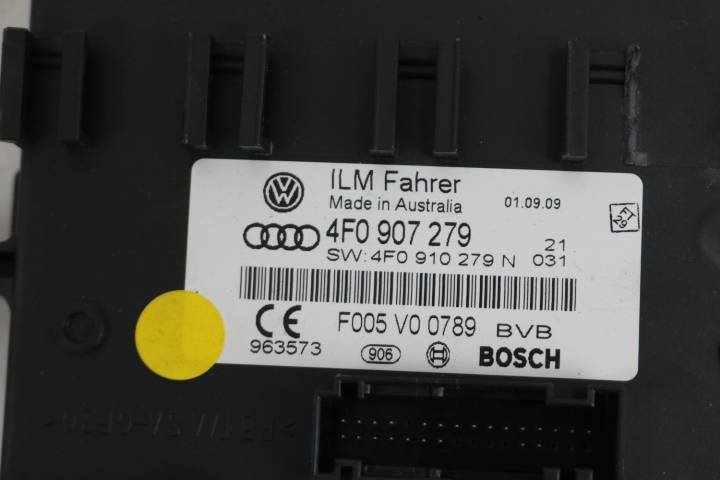 ILM Fahrer
Made in Australia 01.09.09
4F0 907 279 21
SW: 4F0 910 279 N 031
CE F005 V0 0789 BVB
963573 906 BOSCH